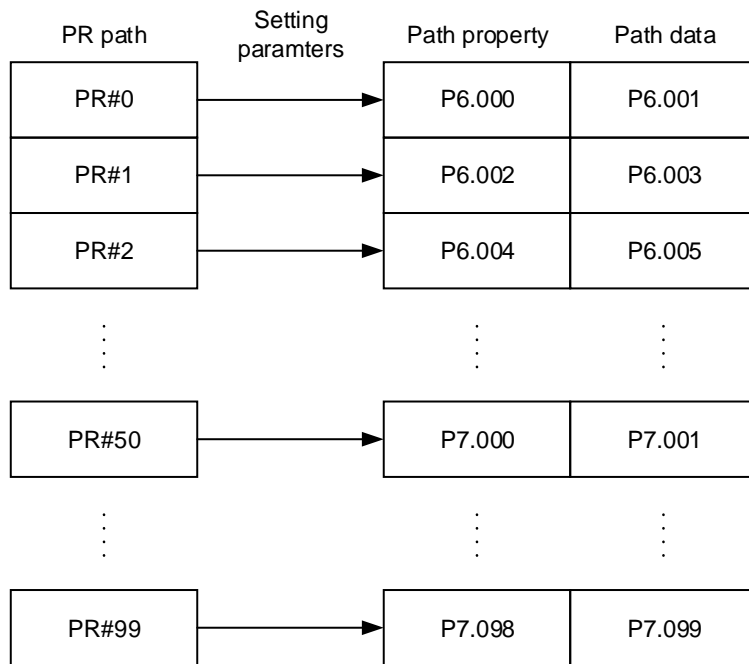 PR path Setting paramters Path property Path data
PR#0 P6.000 P6.001
PR#1 P6.002 P6.003
PR#2 P6.004 P6.005
PR#50 P7.000 P7.001
PR#99 P7.098 P7.099